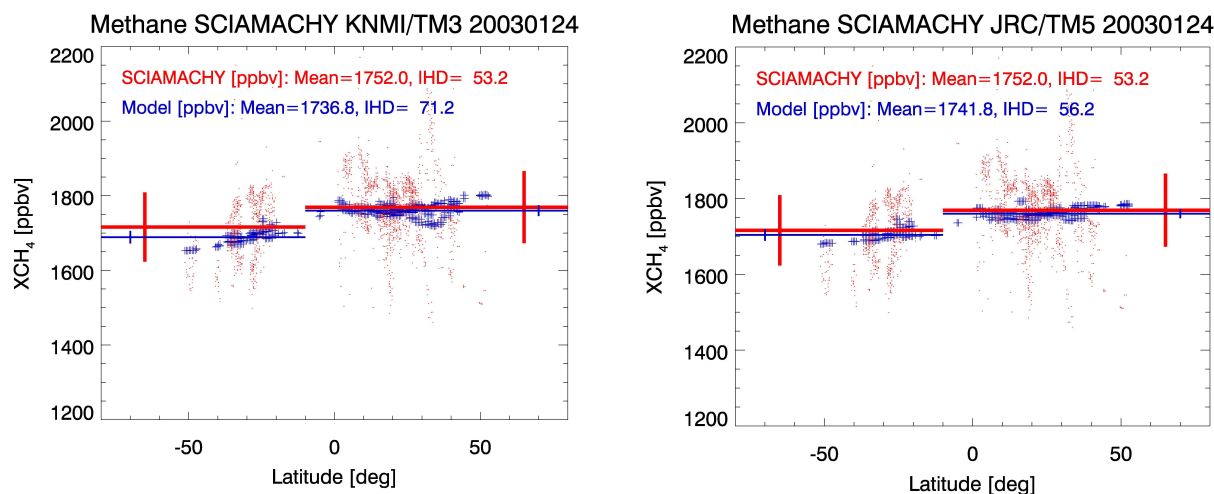 Methane SCIAMACHY KNMI/TM3 20030124
2200
SCIAMACHY [ppbv]: Mean=1752.0, IHD= 53.2
Model [ppbv]: Mean=1736.8, IHD= 71.2
2000
1800
1600
1400
1200
XCH4 [ppbv]
-50
0
50
Latitude [deg]
Methane SCIAMACHY JRC/TM5 20030124
2200
SCIAMACHY [ppbv]: Mean=1752.0, IHD= 53.2
Model [ppbv]: Mean=1741.8, IHD= 56.2
2000
1800
1600
1400
1200
XCH4 [ppbv]
-50
0
50
Latitude [deg]